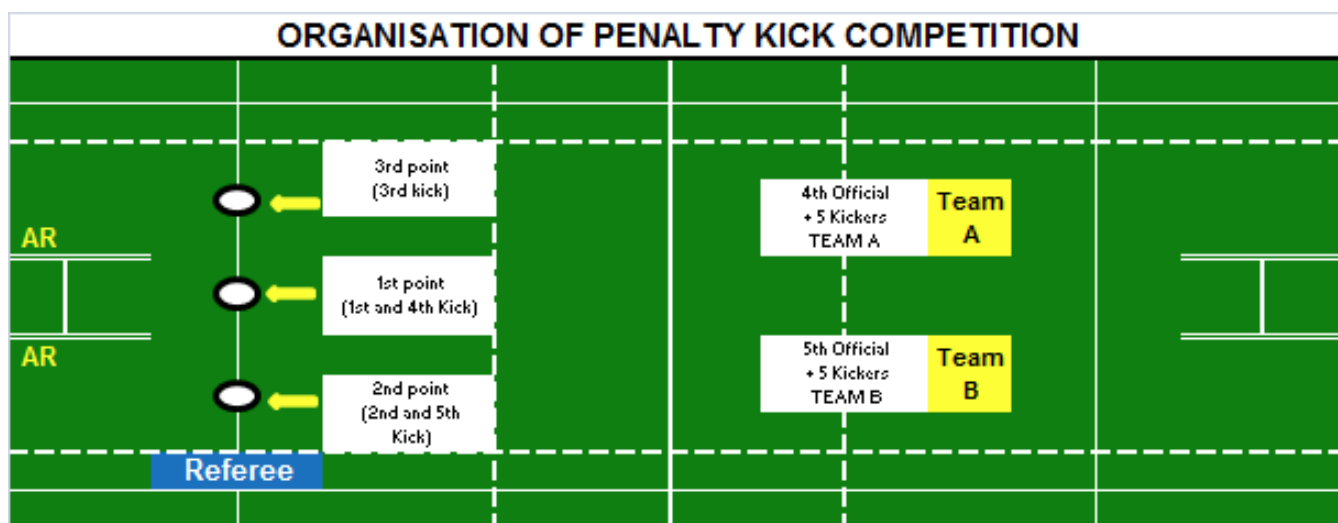 ORGANISATION OF PENALTY KICK COMPETITION
3rd point
(3rd kick)
4th Official
+ 5 Kickers
TEAM A
Team
A
AR
1st point
(1st and 4th Kick)
AR
5th Official
+ 5 Kickers
TEAM B
Team
B
2nd point
(2nd and 5th
Kick)
Referee